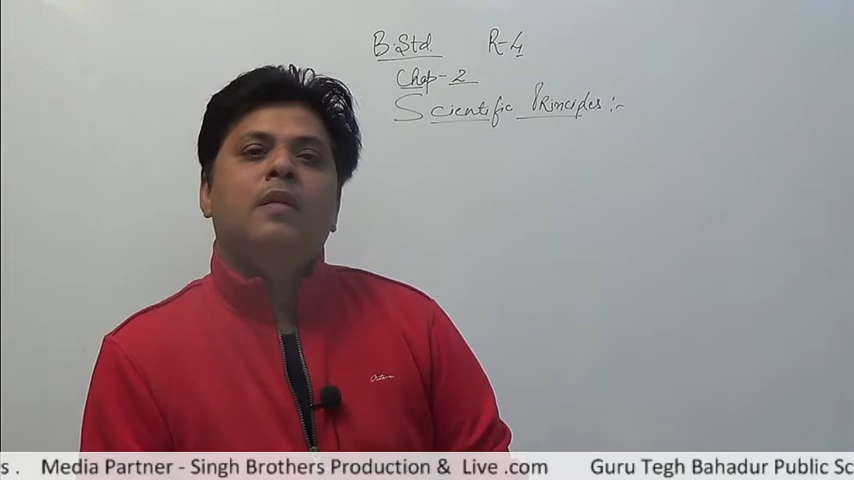 B.Std. R-4
Chap-2
Scientific Principles :-
s . Media Partner - Singh Brothers Production & Live .com Guru Tegh Bahadur Public Sc